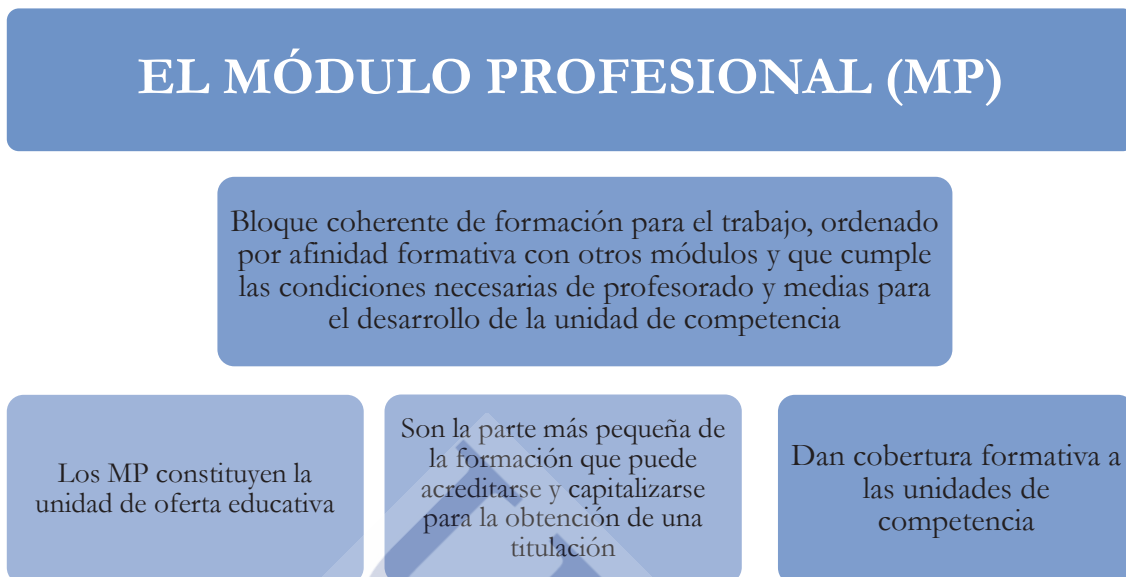 EL MÓDULO PROFESIONAL (MP)
Bloque coherente de formación para el trabajo, ordenado
por afinidad formativa con otros módulos y que cumple
las condiciones necesarias de profesorado y medias para
el desarrollo de la unidad de competencia
Los MP constituyen la
unidad de oferta educativa
Son la parte más pequeña de
la formación que puede
acreditarse y capitalizarse
para la obtención de una
titulación
Dan cobertura formativa a
las unidades de
competencia